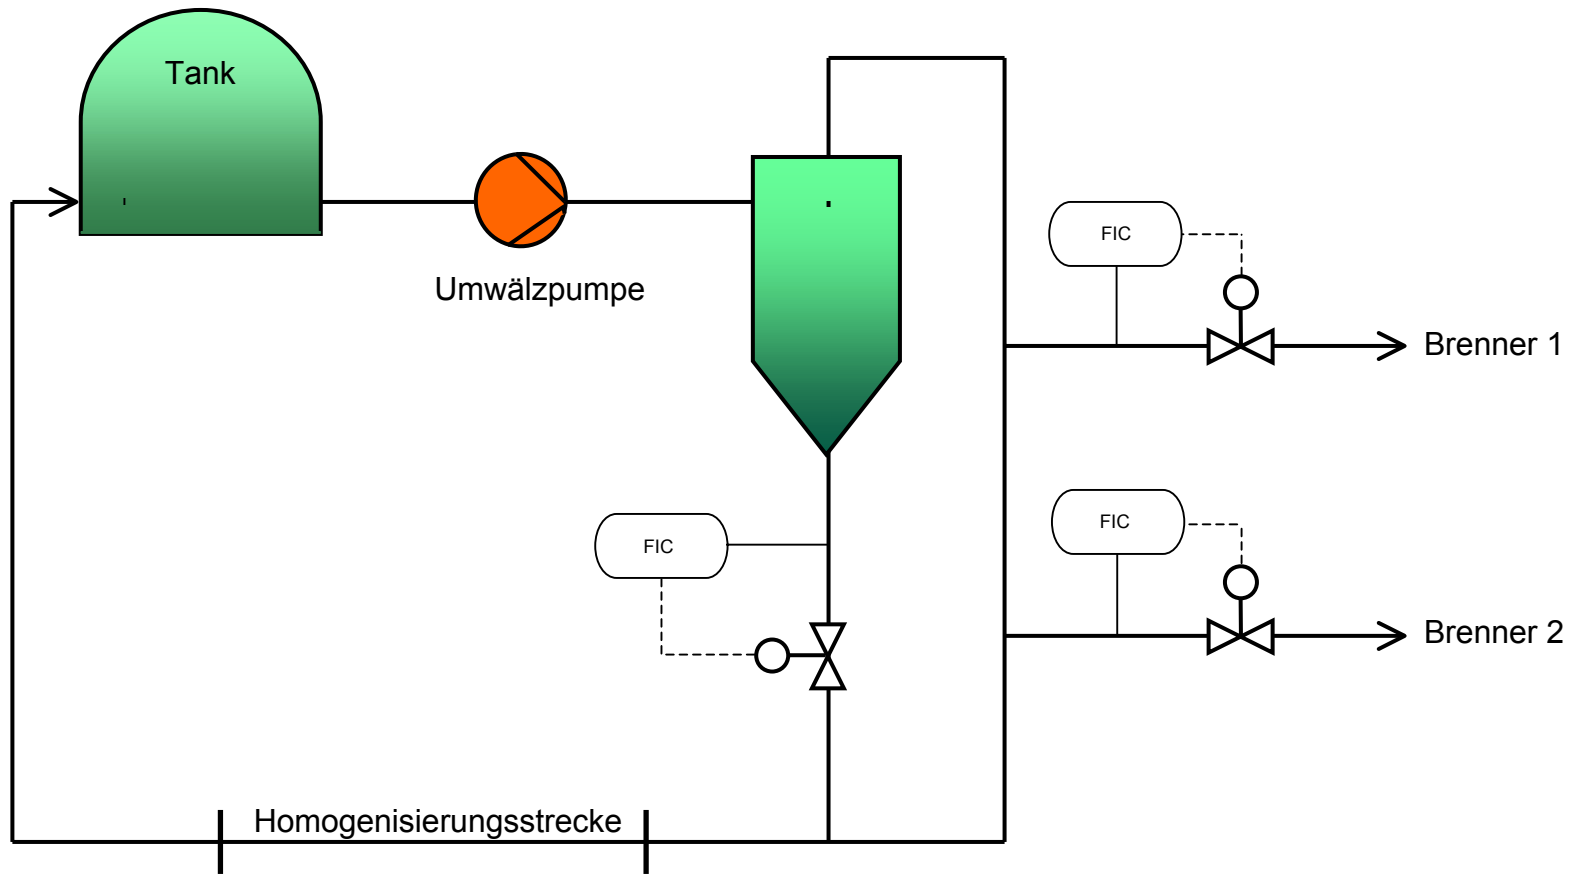 Tank
FIC
Umwälzpumpe
Brenner 1
FIC
FIC
Brenner 2
Homogenisierungsstrecke